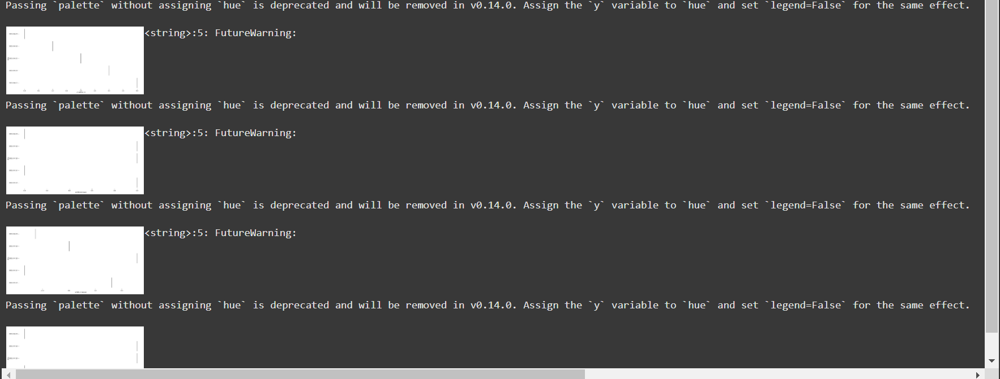 Passing `palette` without assigning `hue` is deprecated and will be removed in v0.14.0. Assign the `y` variable to `hue` and set `legend=False` for the same effect.
<string>:5: FutureWarning:
Passing `palette` without assigning `hue` is deprecated and will be removed in v0.14.0. Assign the `y` variable to `hue` and set `legend=False` for the same effect.
<string>:5: FutureWarning:
Passing `palette` without assigning `hue` is deprecated and will be removed in v0.14.0. Assign the `y` variable to `hue` and set `legend=False` for the same effect.
<string>:5: FutureWarning:
Passing `palette` without assigning `hue` is deprecated and will be removed in v0.14.0. Assign the `y` variable to `hue` and set `legend=False` for the same effect.